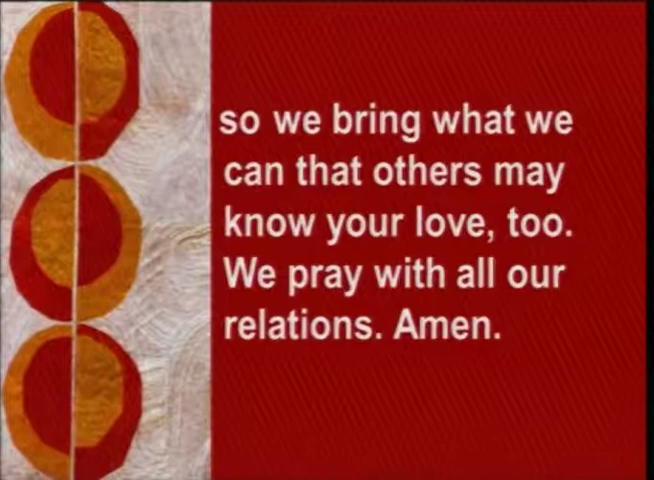 so we bring what we
can that others may
know your love, too.
We pray with all our
relations. Amen.